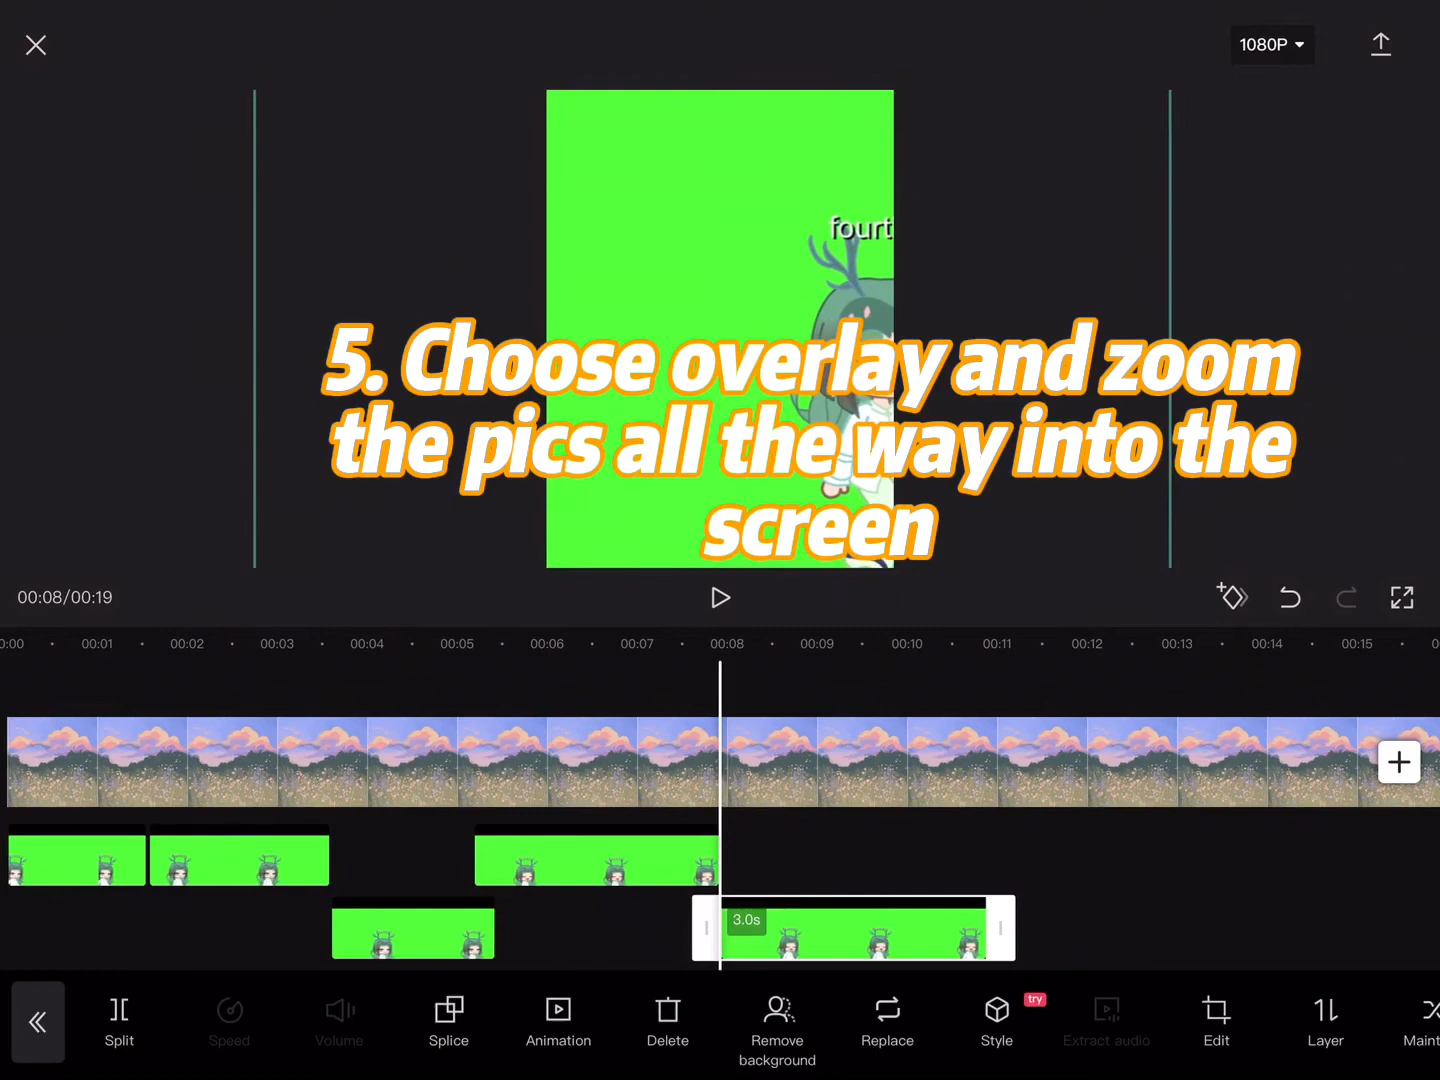 1080P
fourt
5. Choose overlay and zoom
the pics all the way into the
screen
00:08/00:19
0:00 00:01 00:02 00:03 00:04 00:05 00:06 00:07 00:08 00:09 00:10 00:11 00:12 00:13 00:14 00:15
3.0s
try
Split Speed Volume Splice Animation Delete Remove background Replace Style Extract audio Edit Layer Maint